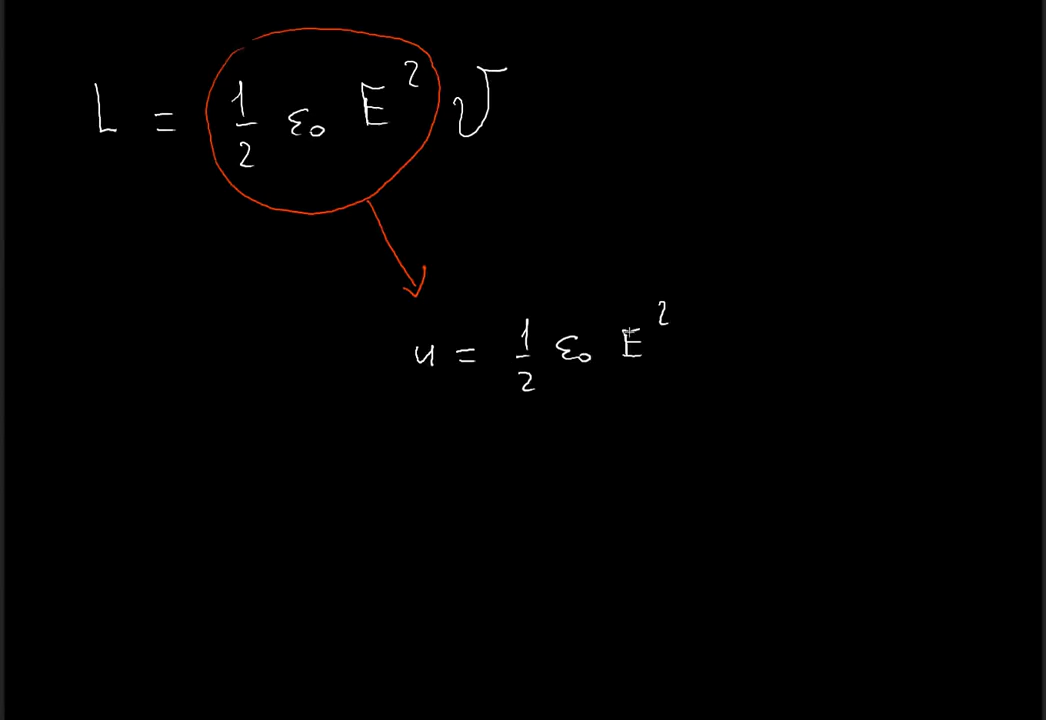 L = 1/2 ε₀ E² V
u = 1/2 ε₀ E²